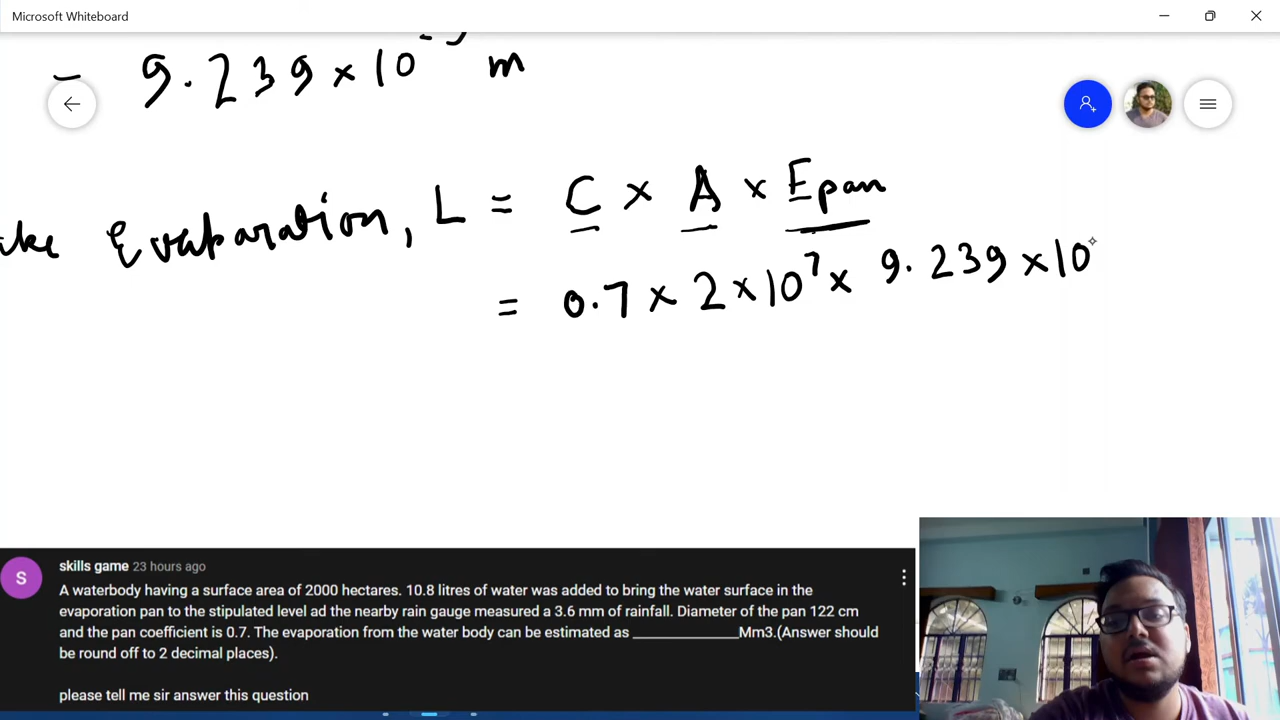 Microsoft Whiteboard
9.239×10 m
Evaparation, L = C × A × Epan
= 0.7 × 2×10⁷× 9.239×10
skills game 23 hours ago
S
A waterbody having a surface area of 2000 hectares. 10.8 litres of water was added to bring the water surface in the
evaporation pan to the stipulated level ad the nearby rain gauge measured a 3.6 mm of rainfall. Diameter of the pan 122 cm
and the pan coefficient is 0.7. The evaporation from the water body can be estimated as ______________Mm3.(Answer should
be round off to 2 decimal places).
please tell me sir answer this question